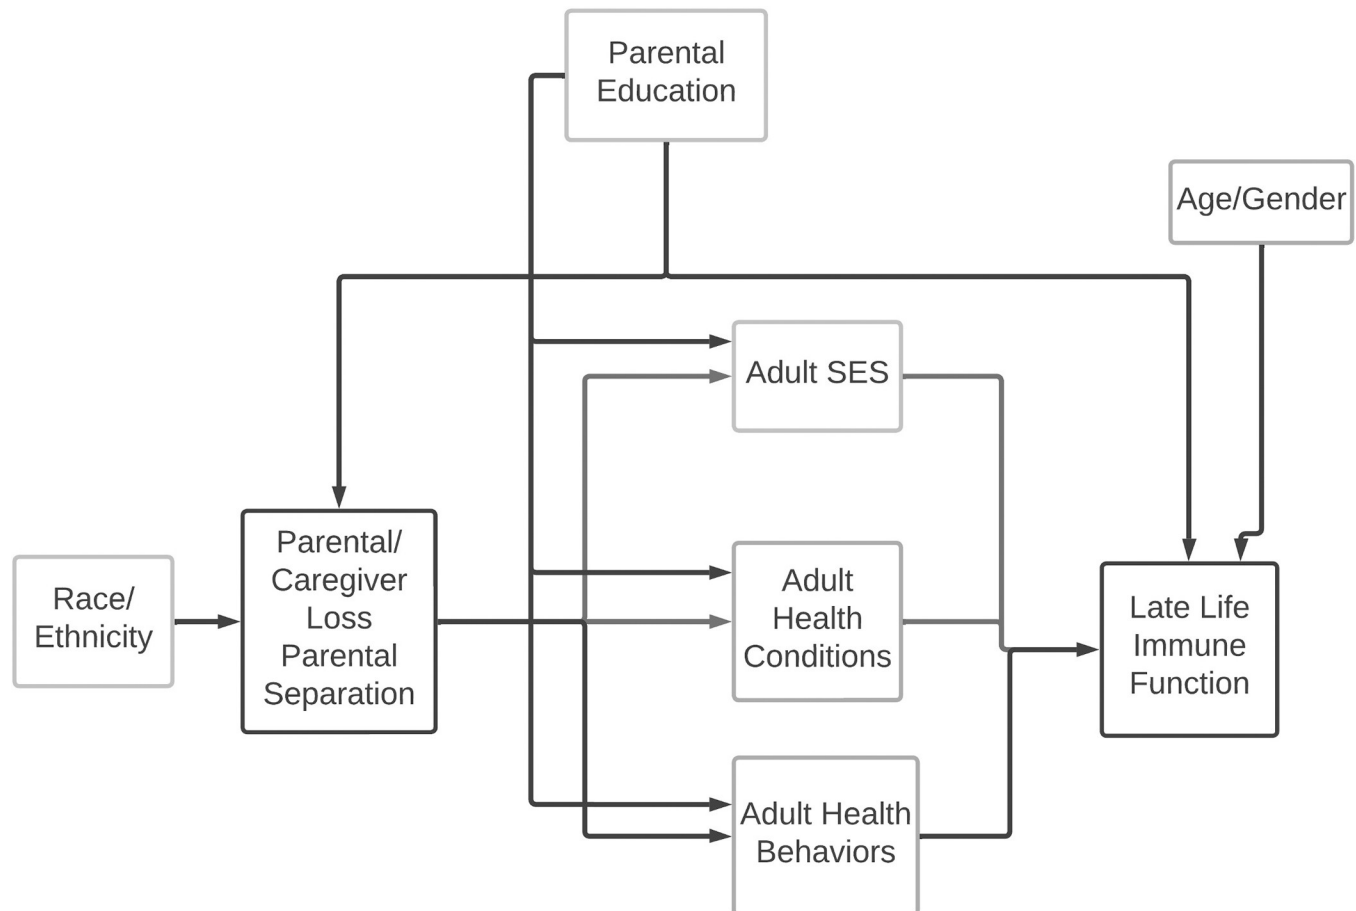 Parental
Education
Age/Gender
Adult SES
Race/
Ethnicity
Parental/
Caregiver
Loss
Parental
Separation
Adult
Health
Conditions
Late Life
Immune
Function
Adult Health
Behaviors